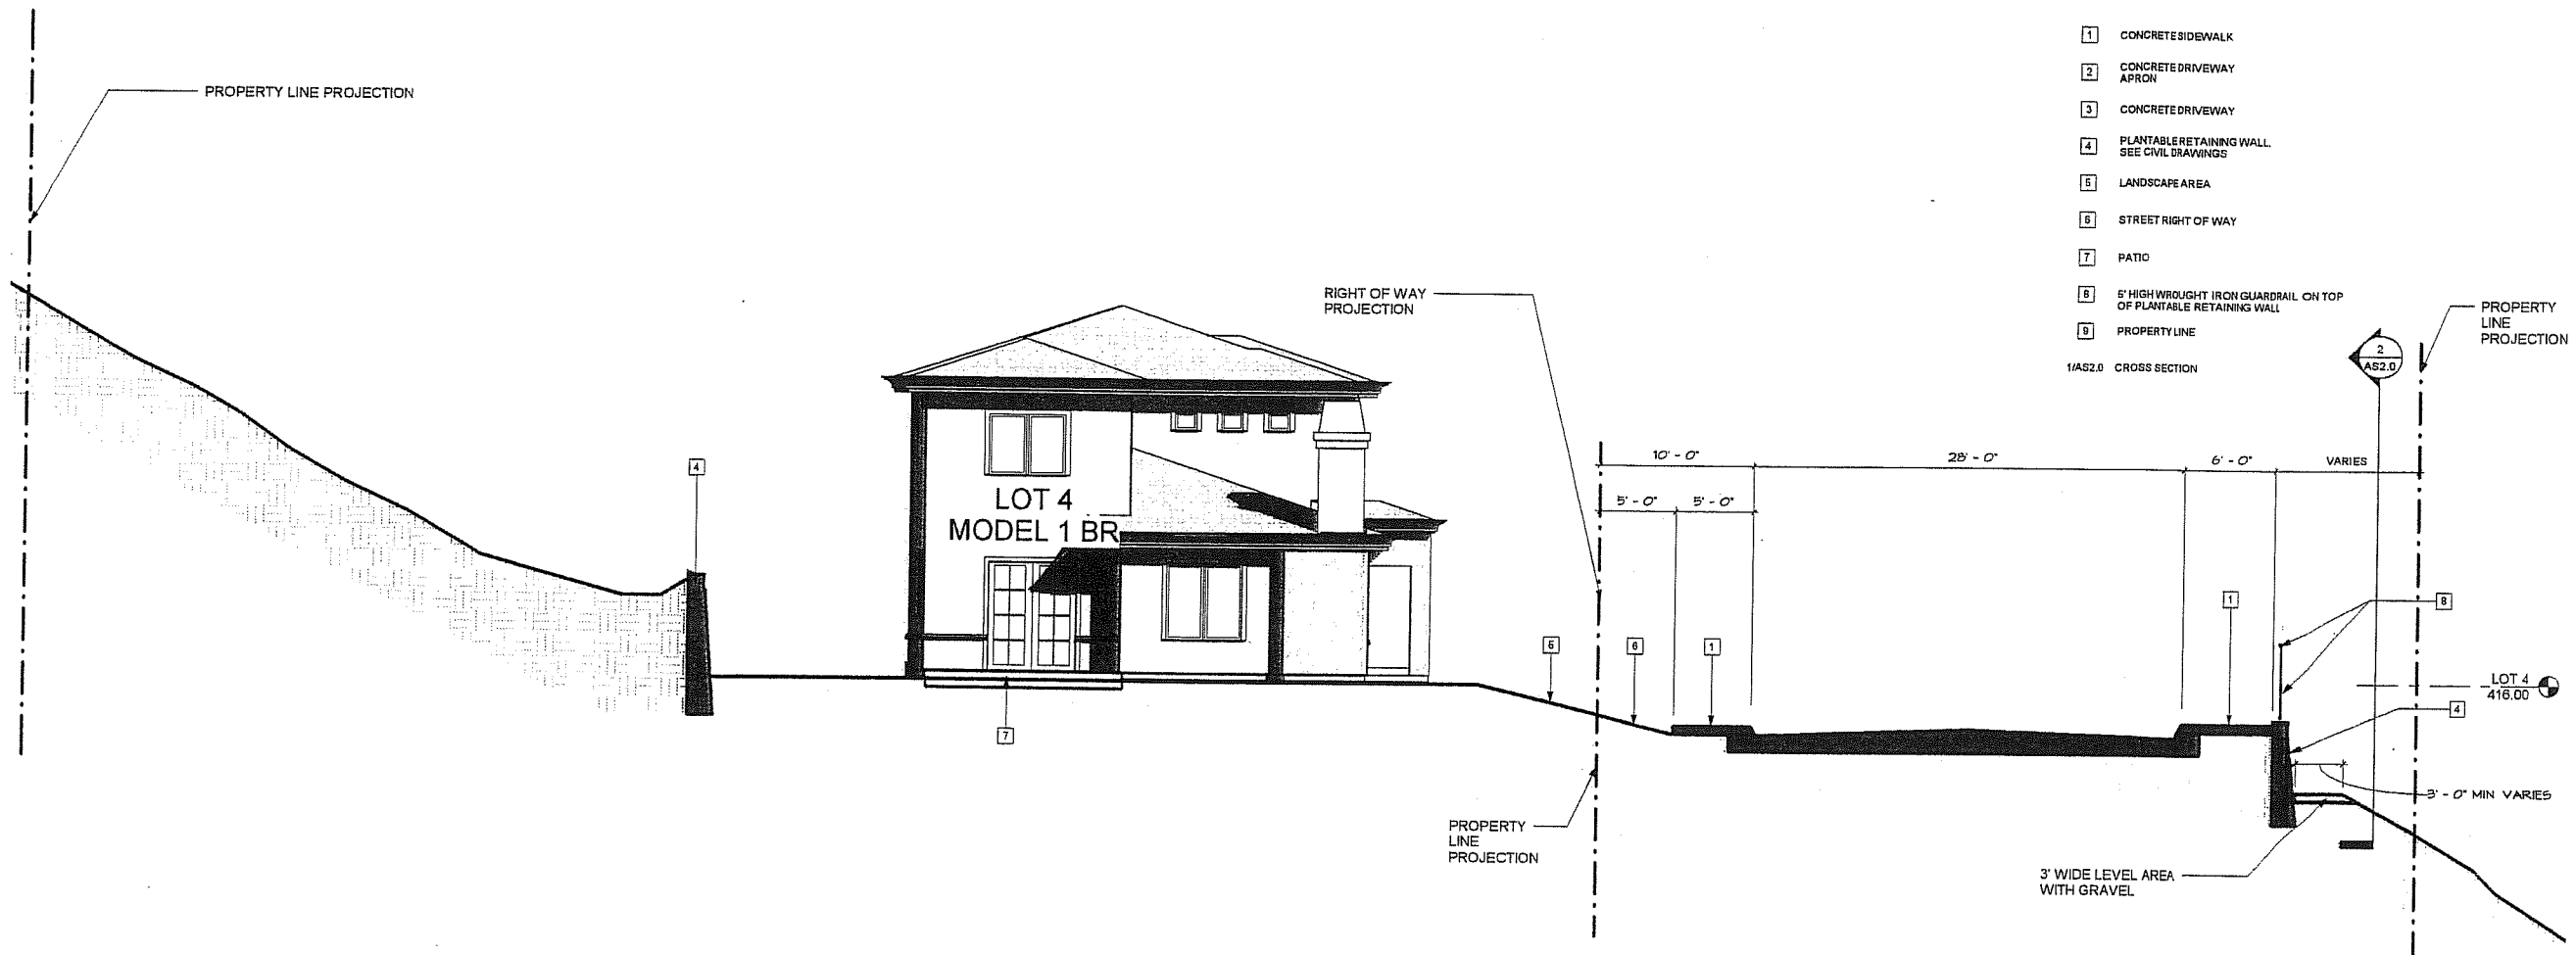 1 CONCRETE SIDEWALK
2 CONCRETE DRIVEWAY
APRON
3 CONCRETE DRIVEWAY
4 PLANTABLE RETAINING WALL.
SEE CIVIL DRAWINGS
5 LANDSCAPE AREA
6 STREET RIGHT OF WAY
7 PATIO
8 5' HIGH WROUGHT IRON GUARDRAIL ON TOP
OF PLANTABLE RETAINING WALL
9 PROPERTY LINE
1/AS2.0 CROSS SECTION
PROPERTY LINE PROJECTION
RIGHT OF WAY
PROJECTION
PROPERTY
LINE
PROJECTION
2
AS2.0
10' - 0"
28' - 0"
6' - 0"
VARIES
5' - 0"
5' - 0"
4
LOT 4
MODEL 1 BR
7
5
6
1
1
8
LOT 4
416.00
4
3' - 0" MIN VARIES
PROPERTY
LINE
PROJECTION
3' WIDE LEVEL AREA
WITH GRAVEL